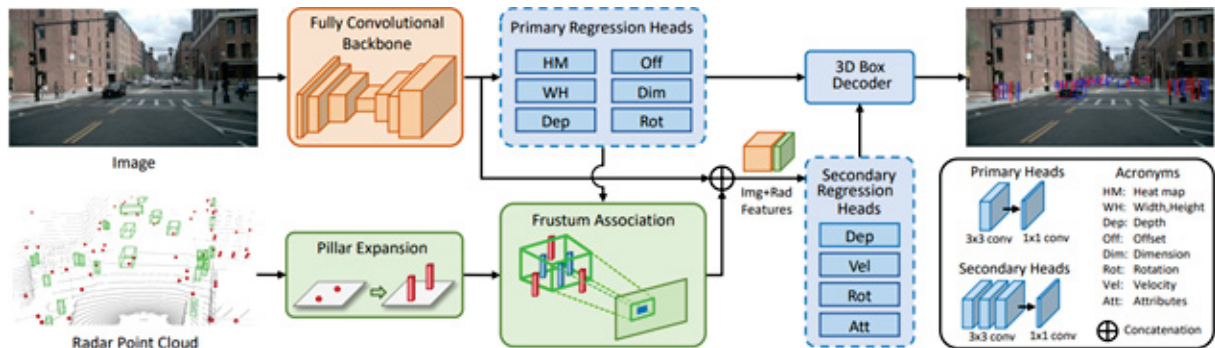 Fully Convolutional
Backbone
Primary Regression Heads
HM
Off
WH
Dim
Dep
Rot
3D Box
Decoder
Image
Img+Rad
Features
Secondary
Regression
Heads
Dep
Vel
Rot
Att
Pillar Expansion
Frustum Association
Radar Point Cloud
Primary Heads
3x3 conv
1x1 conv
Secondary Heads
3x3 conv
1x1 conv
Acronyms
HM: Heat map
WH: Width,Height
Dep: Depth
Off: Offset
Dim: Dimension
Rot: Rotation
Vel: Velocity
Att: Attributes
Concatenation